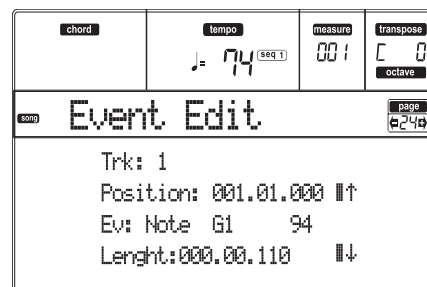 chord tempo measure transpose
♩= 74 seq 1 001 C 0
octave
song Event Edit page
24
Trk: 1
Position: 001.01.000
Ev: Note G1 94
Lenght:000.00.110